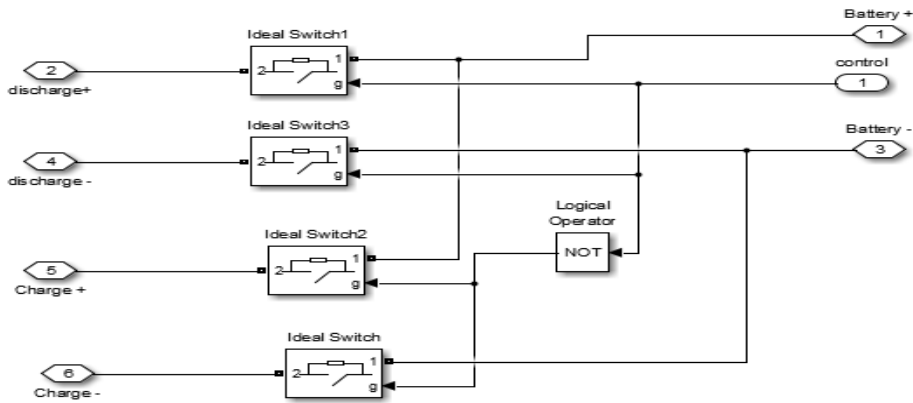 Battery +
1
Ideal Switch1
2
discharge+
2
1
g
control
1
Ideal Switch3
4
discharge -
2
1
g
Battery -
3
Logical
Operator
NOT
Ideal Switch2
5
Charge +
2
1
g
Ideal Switch
6
Charge -
2
1
g